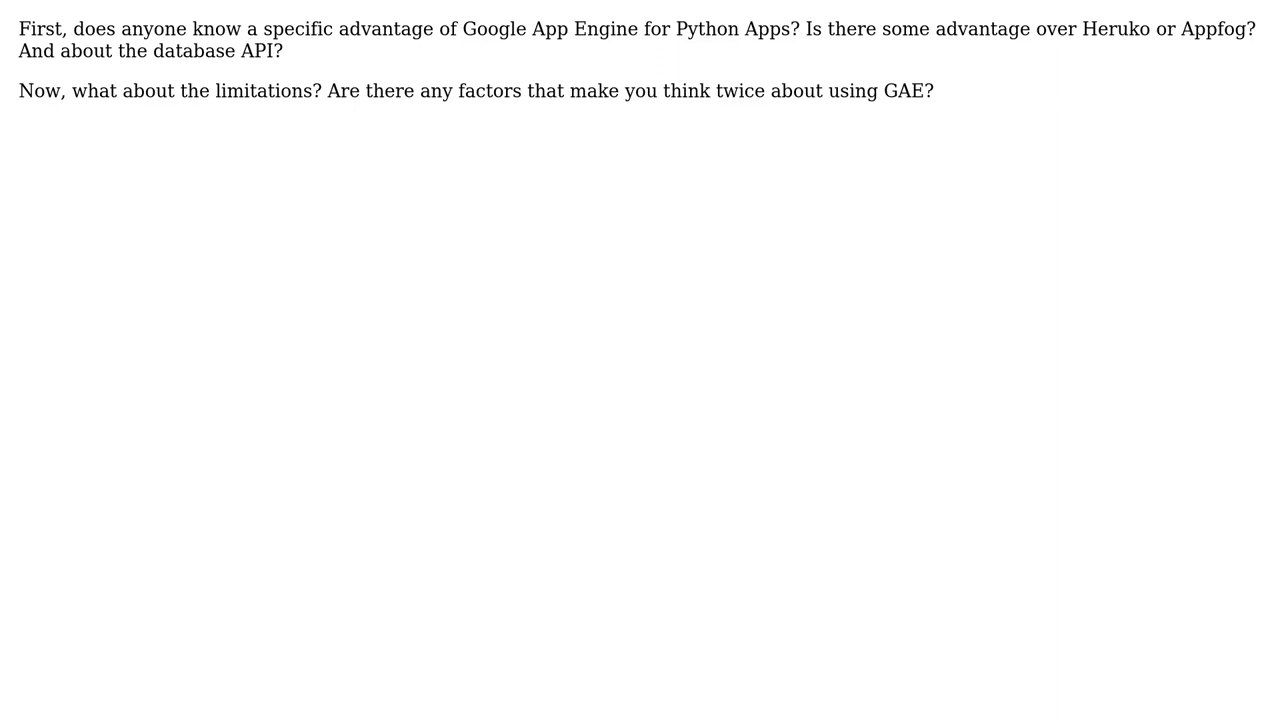 First, does anyone know a specific advantage of Google App Engine for Python Apps? Is there some advantage over Heruko or Appfog?
And about the database API?
Now, what about the limitations? Are there any factors that make you think twice about using GAE?